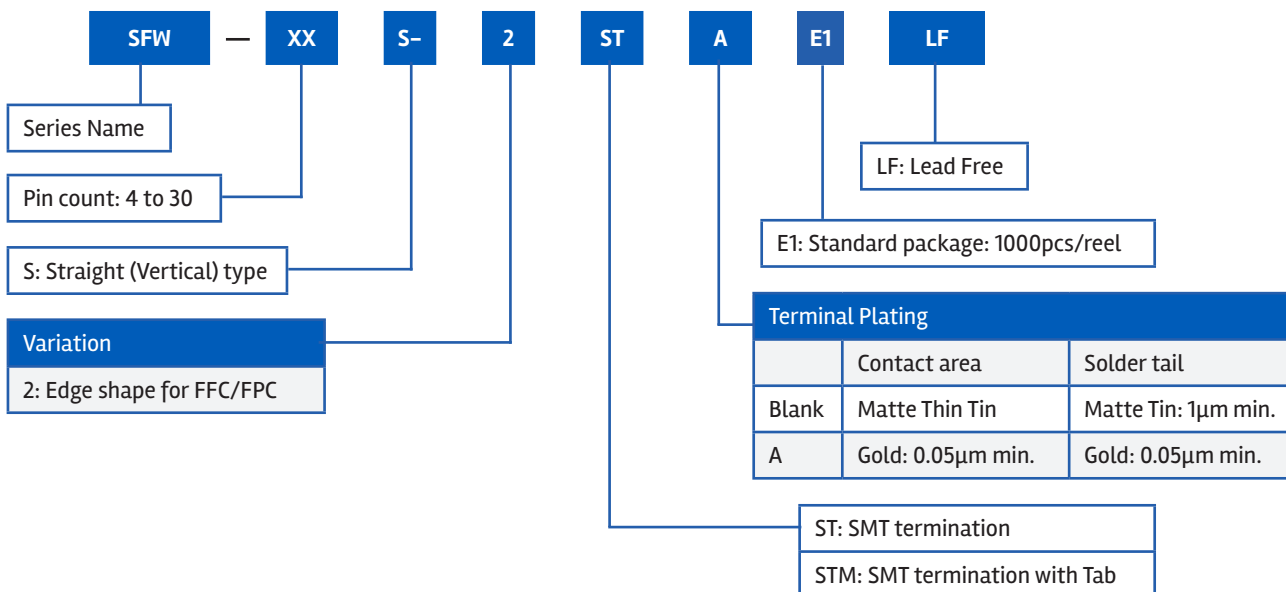 SFW — XX S– 2 ST A E1 LF
Series Name
LF: Lead Free
Pin count: 4 to 30
E1: Standard package: 1000pcs/reel
S: Straight (Vertical) type
Variation
2: Edge shape for FFC/FPC
Terminal Plating
Contact area Solder tail
Blank Matte Thin Tin Matte Tin: 1µm min.
A Gold: 0.05µm min. Gold: 0.05µm min.
ST: SMT termination
STM: SMT termination with Tab